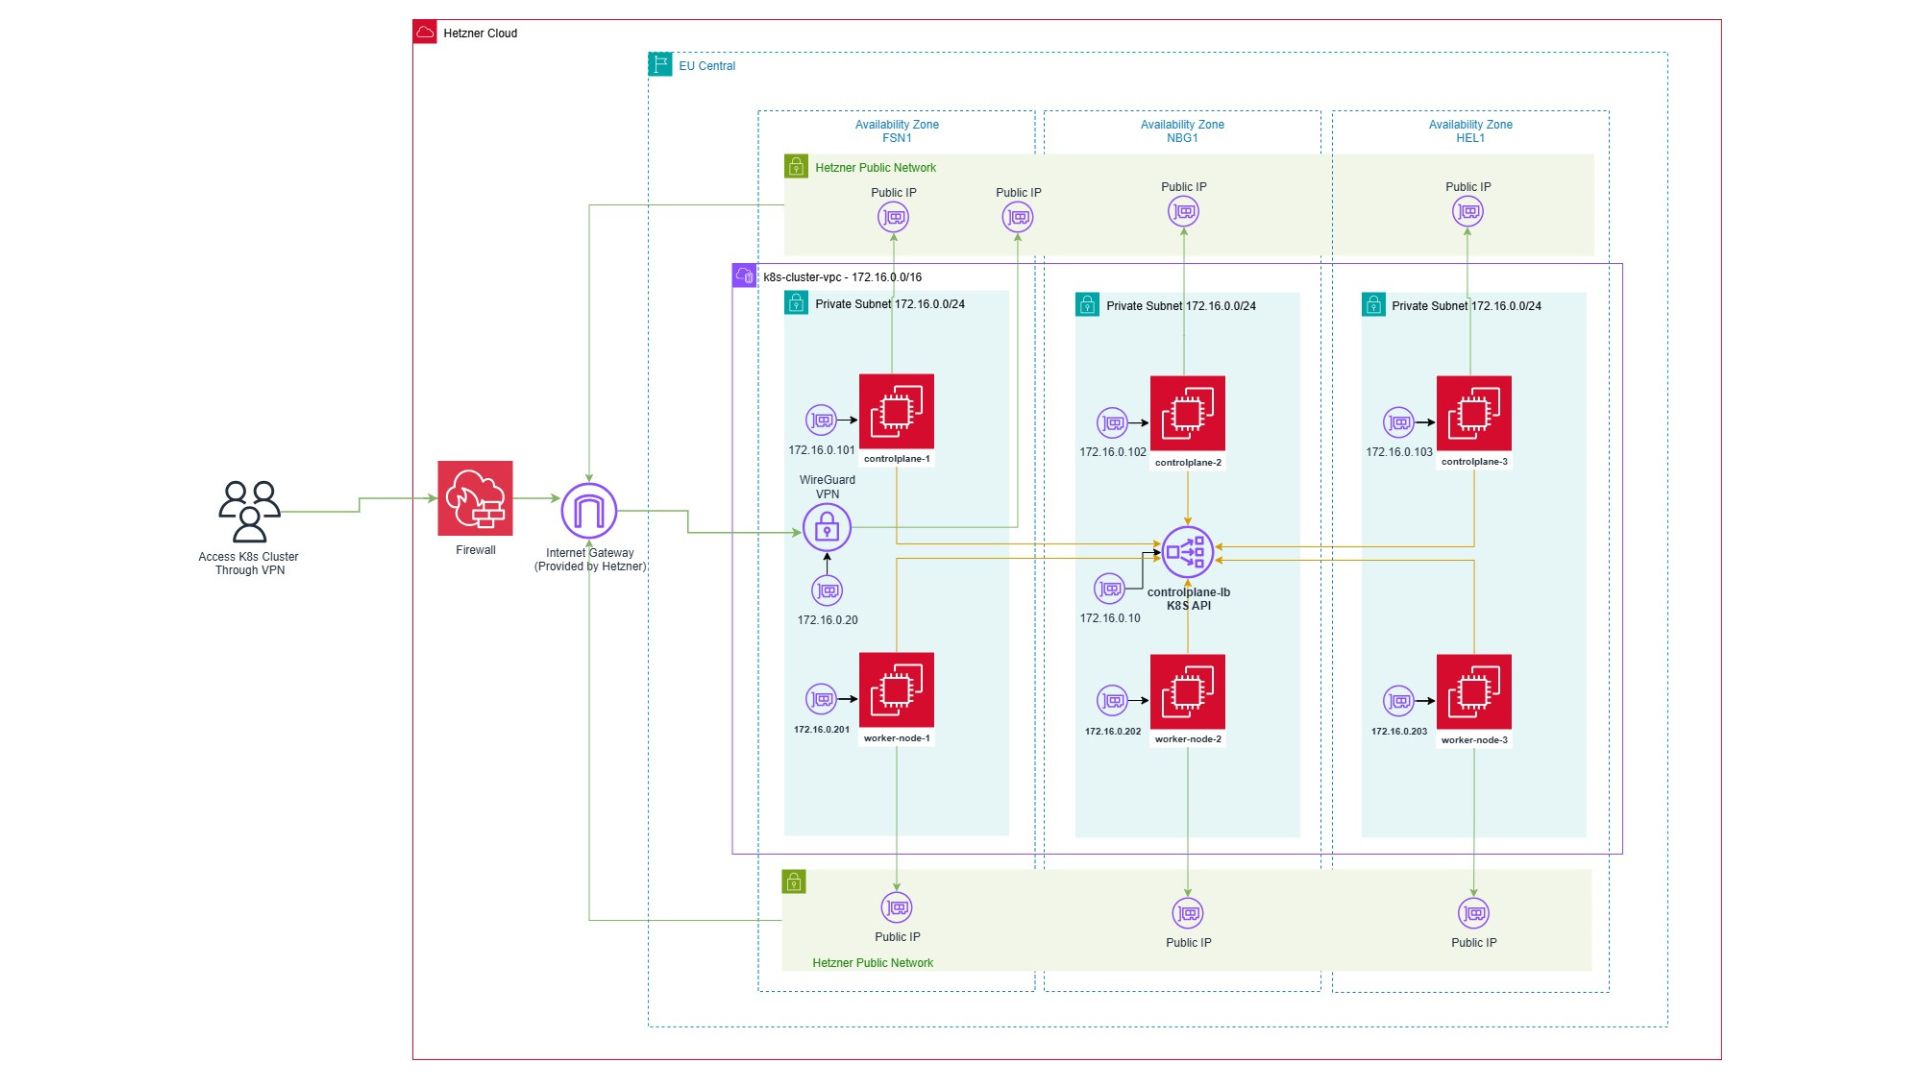 Hetzner Cloud
EU Central
Availability Zone
FSN1
Availability Zone
NBG1
Availability Zone
HEL1
Hetzner Public Network
Public IP
Public IP
Public IP
Public IP
k8s-cluster-vpc - 172.16.0.0/16
Private Subnet 172.16.0.0/24
Private Subnet 172.16.0.0/24
Private Subnet 172.16.0.0/24
172.16.0.101
controlplane-1
172.16.0.102
controlplane-2
172.16.0.103
controlplane-3
WireGuard
VPN
Access K8s Cluster
Through VPN
Firewall
Internet Gateway
(Provided by Hetzner)
172.16.0.20
controlplane-lb
K8S API
172.16.0.10
172.16.0.201
worker-node-1
172.16.0.202
worker-node-2
172.16.0.203
worker-node-3
Public IP
Public IP
Public IP
Hetzner Public Network